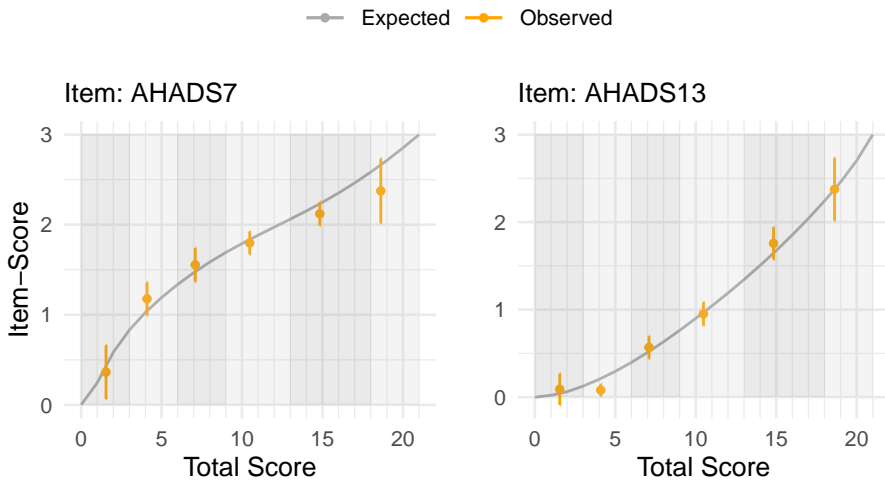 Expected Observed
Item: AHADS7
Item: AHADS13
3
2
1
0
Item−Score
0 5 10 15 20
Total Score
3
2
1
0
0 5 10 15 20
Total Score